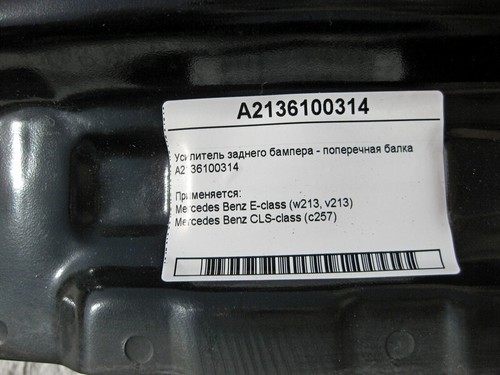 A2136100314
Усилитель заднего бампера - поперечная балка
A2136100314
Применяется:
Mercedes Benz E-class (w213, v213)
Mercedes Benz CLS-class (c257)